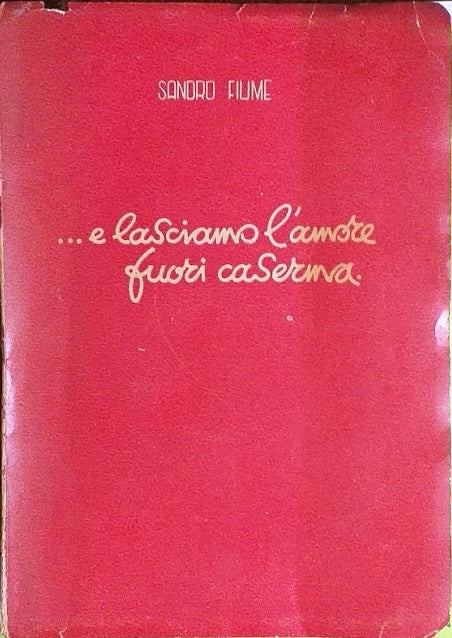 SANDRO FIUME
... e lasciamo l'amore
fuori caserma.